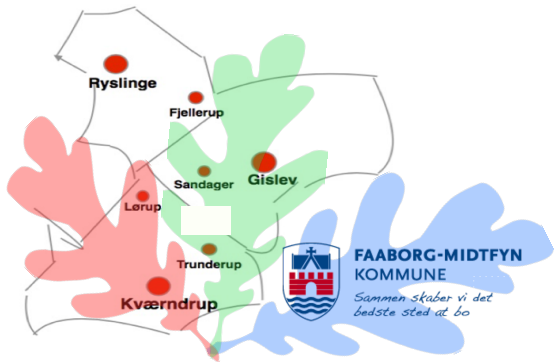 Ryslinge
Fjellerup
Sandager
Gislev
Lørup
Trunderup
Kværndrup
FAABORG-MIDTFYN
KOMMUNE
Sammen skaber vi det
bedste sted at bo